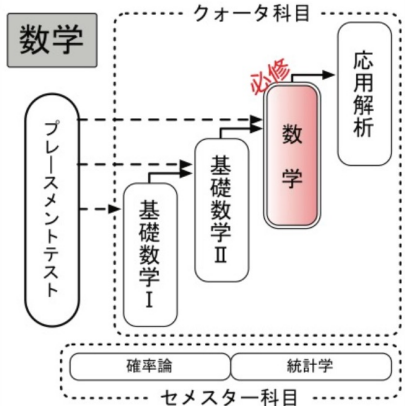 数学
クォータ科目
プレースメントテスト
基礎数学Ⅰ
基礎数学Ⅱ
必修
数学
応用解析
確率論
統計学
セメスター科目